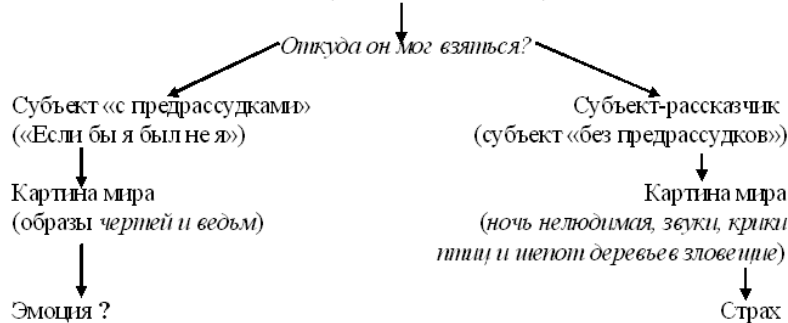 Откуда он мог взяться?
Субъект «с предрассудками»
(«Если бы я был не я»)
Субъект-рассказчик
(субъект «без предрассудков»)
Картина мира
(образы чертей и ведьм)
Картина мира
(ночь нелюдимая, звуки, крики
птиц и шепот деревьев зловещие)
Эмоция ?
Страх